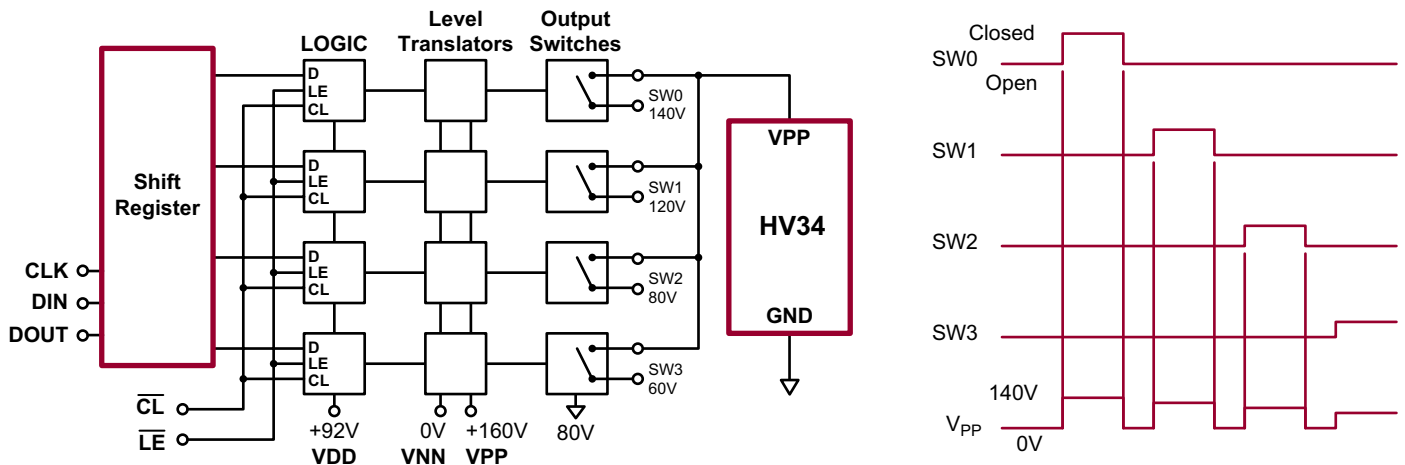 Level
Translators
Output
Switches
LOGIC
D
LE
CL
SW0
140V
D
LE
CL
SW1
120V
Shift
Register
D
LE
CL
SW2
80V
D
LE
CL
SW3
60V
CLK
DIN
DOUT
CL
LE
+92V
VDD
0V
VNN
+160V
VPP
80V
VPP
HV34
GND
Closed
SW0
Open
SW1
SW2
SW3
140V
VPP
0V